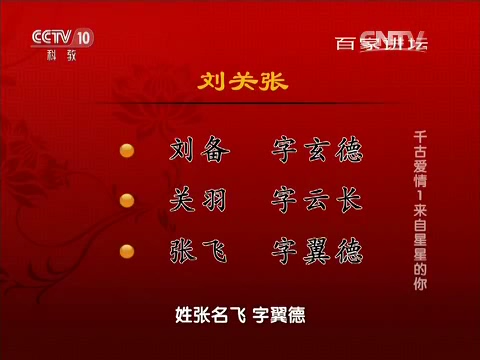 CCTV 10
科教
CNTV
百家讲坛
刘关张
刘备 字玄德
关羽 字云长
张飞 字翼德
千古爱情1来自星星的你
姓张名飞 字翼德